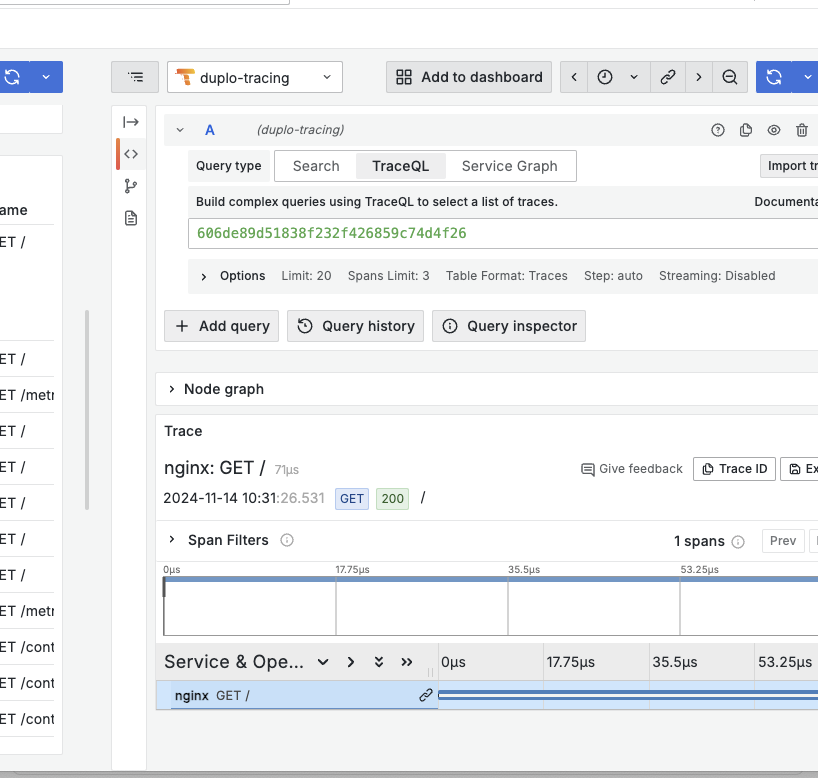 duplo-tracing
Add to dashboard
A
(duplo-tracing)
Query type
Search
TraceQL
Service Graph
Import tr
Build complex queries using TraceQL to select a list of traces.
Documenta
606de89d51838f232f426859c74d4f26
Options Limit: 20 Spans Limit: 3 Table Format: Traces Step: auto Streaming: Disabled
Add query
Query history
Query inspector
Node graph
Trace
nginx: GET / 71μs
Give feedback
Trace ID
Ex
2024-11-14 10:31:26.531 GET 200 /
Span Filters
1 spans
Prev
0μs 17.75μs 35.5μs 53.25μs
Service & Ope...
0μs 17.75μs 35.5μs 53.25μs
nginx GET /
ame
ET /
ET /
ET /metr
ET /
ET /
ET /
ET /
ET /
ET /metr
ET /cont
ET /cont
ET /cont